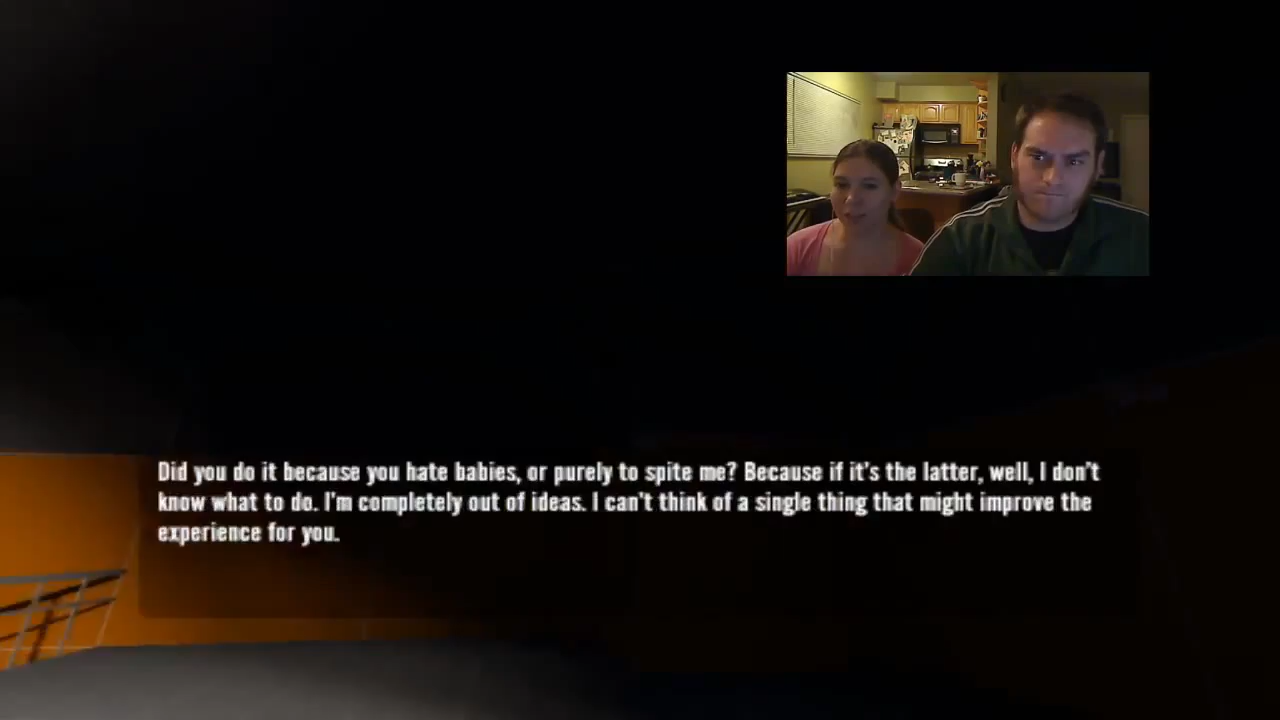 Did you do it because you hate babies, or purely to spite me? Because if it's the latter, well, I don't
know what to do. I'm completely out of ideas. I can't think of a single thing that might improve the
experience for you.